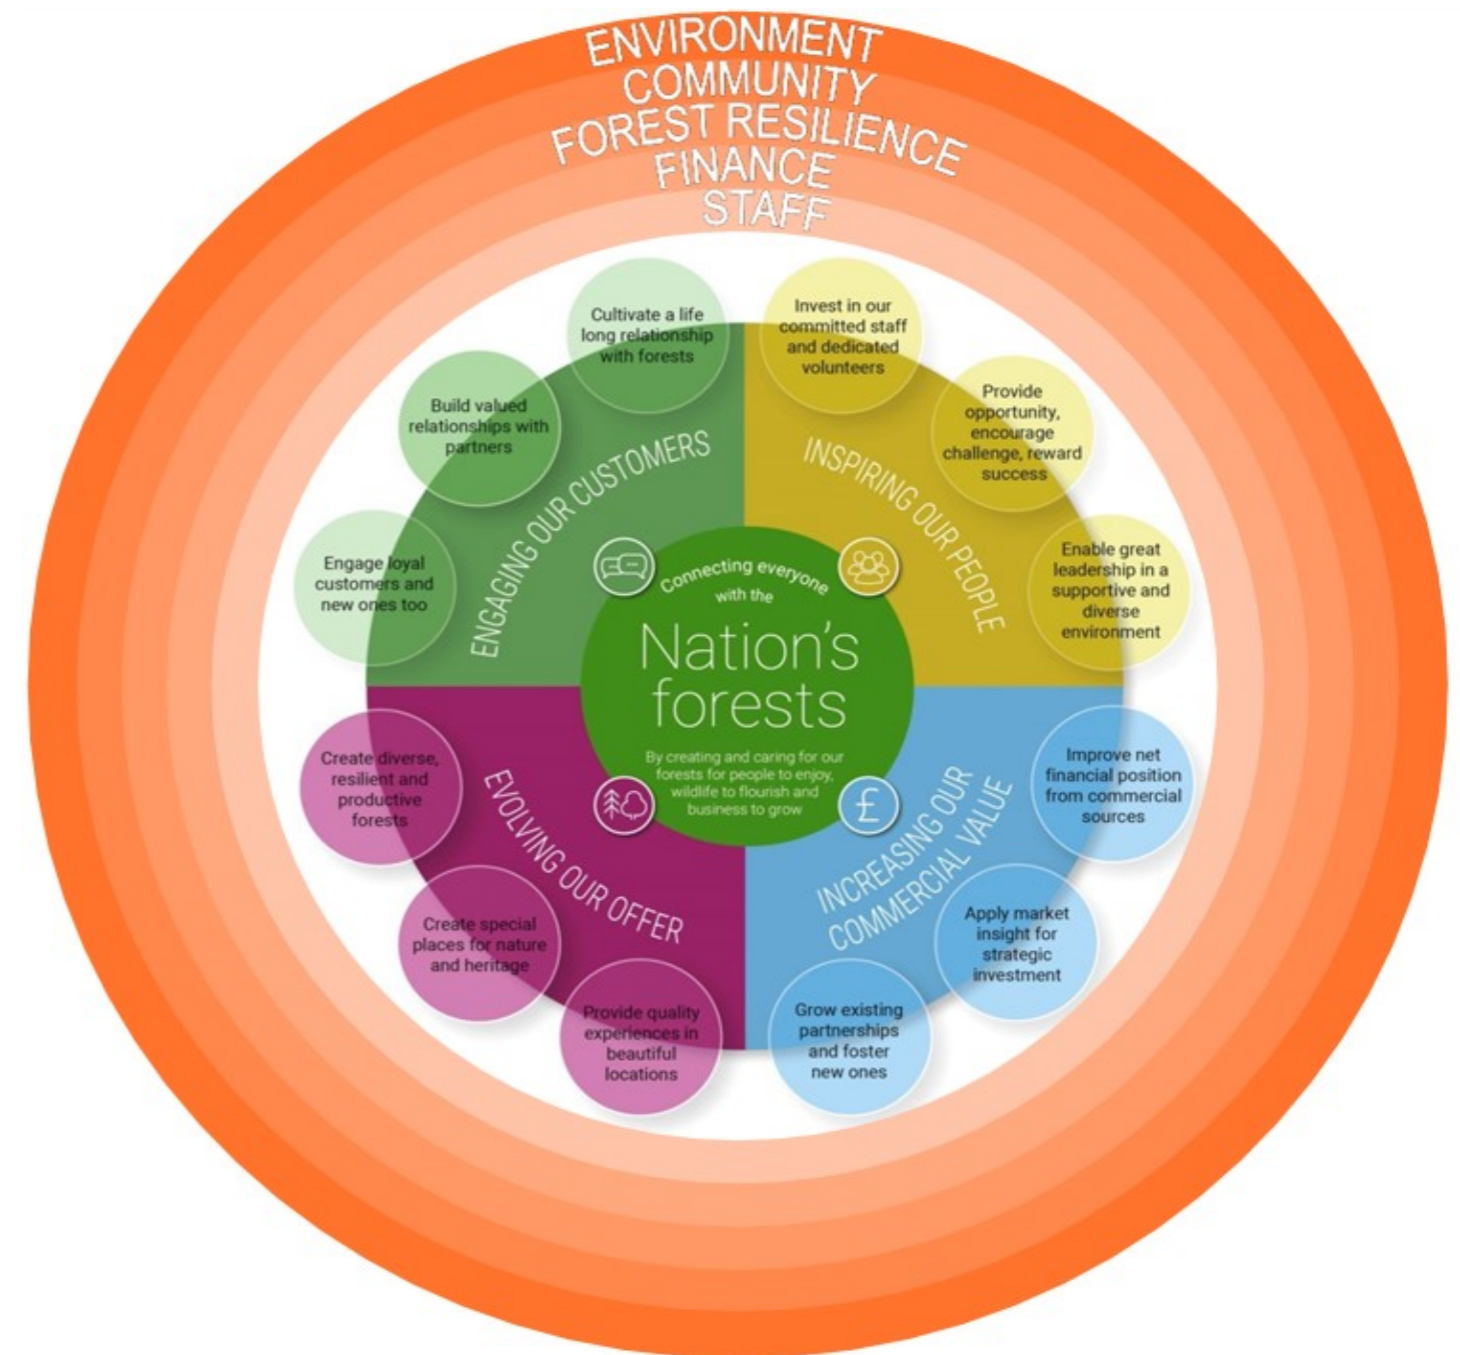 ENVIRONMENT
COMMUNITY
FOREST RESILIENCE
FINANCE
STAFF
Cultivate a life
long relationship
with forests
Build valued
relationships with
partners
Engage loyal
customers and
new ones too
ENGAGING OUR CUSTOMERS
Invest in our
committed staff
and dedicated
volunteers
Provide
opportunity,
encourage
challenge, reward
success
Enable great
leadership in a
supportive and
diverse
environment
INSPIRING OUR PEOPLE
Connecting everyone
with the
Nation's
forests
By creating and caring for our
forests for people to enjoy,
wildlife to flourish and
business to grow
£
Create diverse,
resilient and
productive
forests
Create special
places for nature
and heritage
Provide quality
experiences in
beautiful
locations
EVOLVING OUR OFFER
INCREASING OUR
COMMERCIAL VALUE
Improve net
financial position
from commercial
sources
Apply market
insight for
strategic
investment
Grow existing
partnerships
and foster
new ones